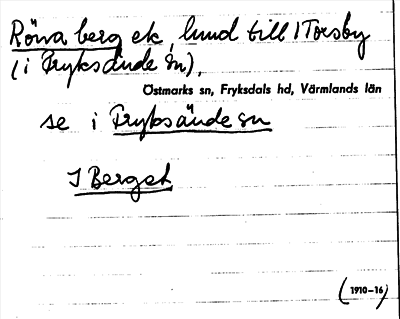 Röwa berg ek, lund till 1 Torsby
(i Fryksände sn),
Östmarks sn, Fryksdals hd, Värmlands län
se i Fryksände sn
J Berget
(1910-16)